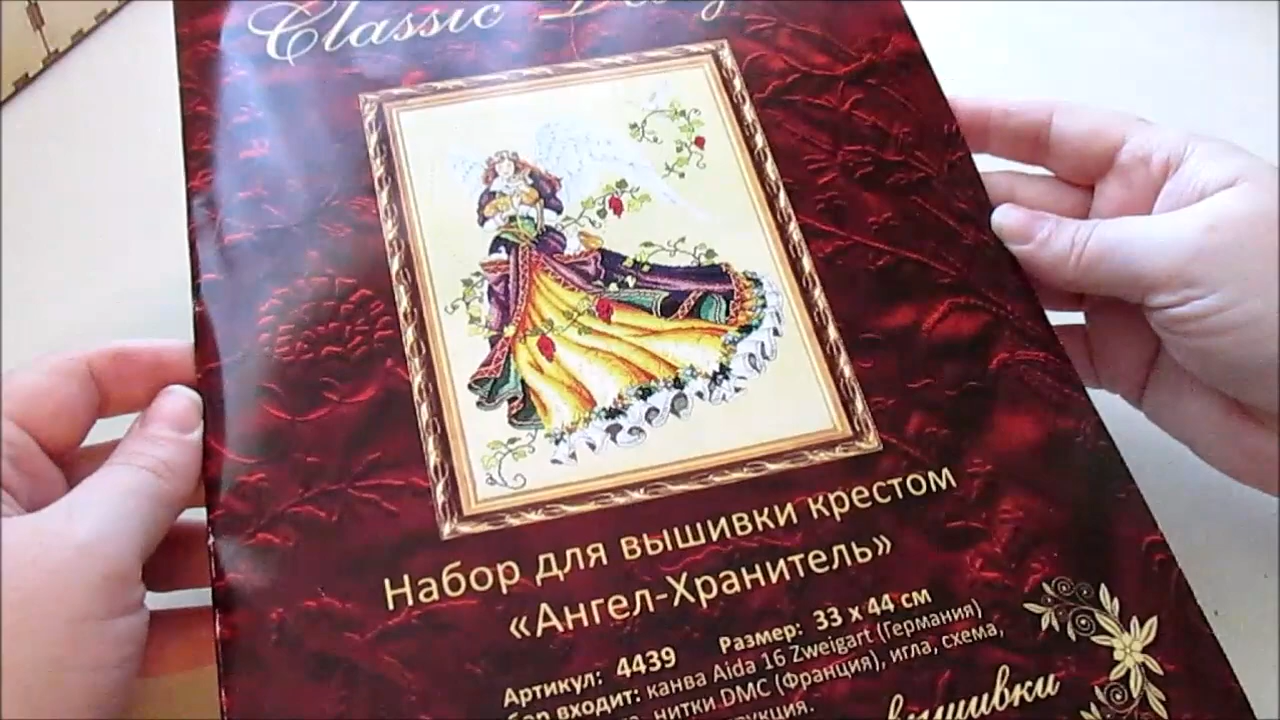 Classic
Набор для вышивки крестом
«Ангел-Хранитель»
Артикул: 4439 Размер: 33 x 44 см
входит: канва Aida 16 Zweigart (Германия)
нитки DMC (Франция), игла, схема,
вышивки